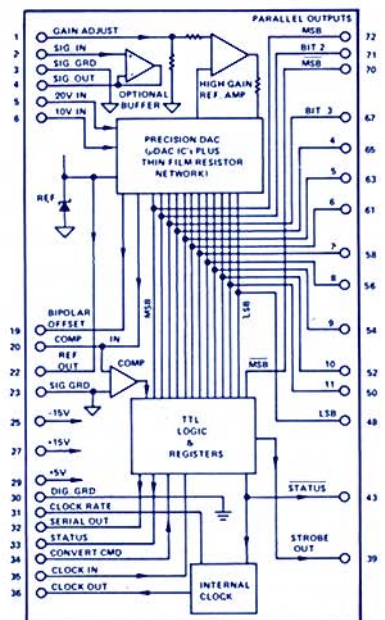 PARALLEL OUTPUTS
1 GAIN ADJUST
2 SIG IN
3 SIG GRD
4 SIG OUT
5 20V IN
6 10V IN
OPTIONAL
BUFFER
HIGH GAIN
REF. AMP
PRECISION DAC
(μDAC IC's PLUS
THIN FILM RESISTOR
NETWORK)
REF
MSB 72
BIT 2 71
MSB 70
BIT 3 67
4 65
5 63
6 61
7 58
8 56
9 54
10 52
11 50
LSB 48
MSB
LSB
MSB
19 BIPOLAR
OFFSET
20 COMP IN
22 REF
OUT
23 SIG GRD
COMP
25 -15V
27 +15V
29 +5V
30 DIG. GRD
31 CLOCK RATE
32 SERIAL OUT
33 STATUS
34 CONVERT CMD
35 CLOCK IN
36 CLOCK OUT
TTL
LOGIC
&
REGISTERS
STATUS 43
STROBE
OUT 39
INTERNAL
CLOCK